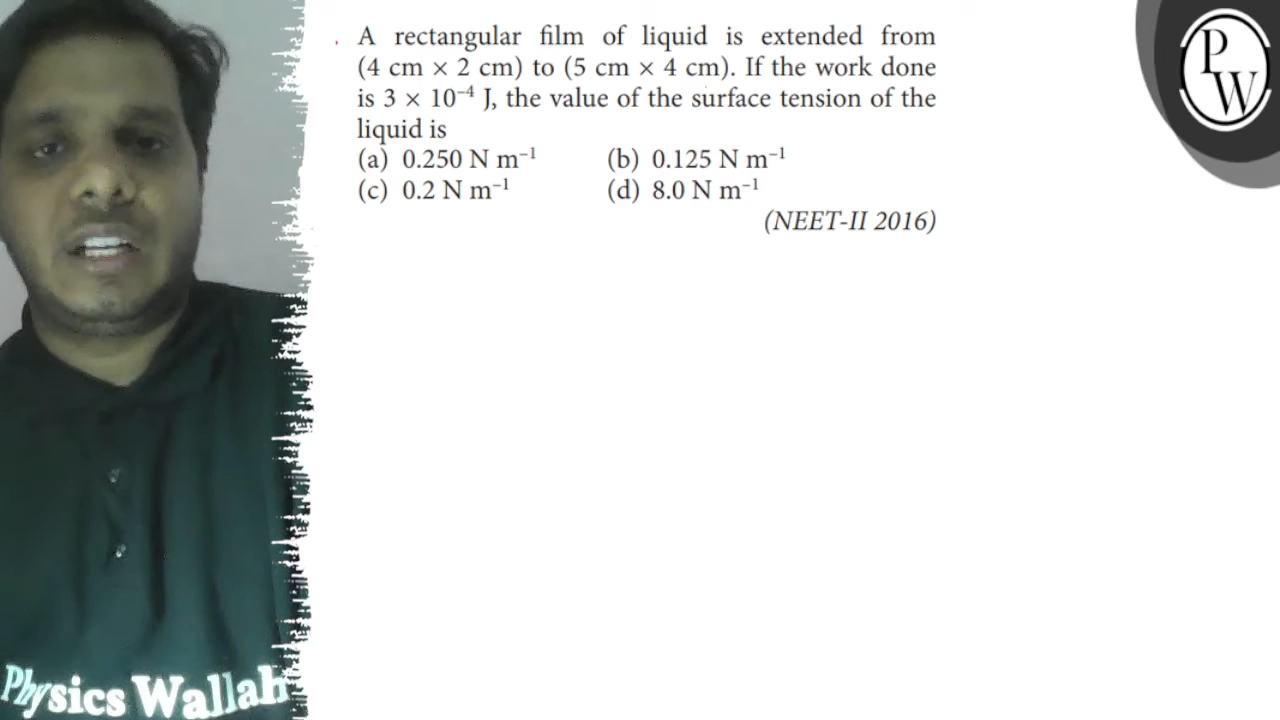 A rectangular film of liquid is extended from
(4 cm × 2 cm) to (5 cm × 4 cm). If the work done
is 3 × 10⁻⁴ J, the value of the surface tension of the
liquid is
(a) 0.250 N m⁻¹ (b) 0.125 N m⁻¹
(c) 0.2 N m⁻¹ (d) 8.0 N m⁻¹
(NEET-II 2016)
P
W
Physics Wallah